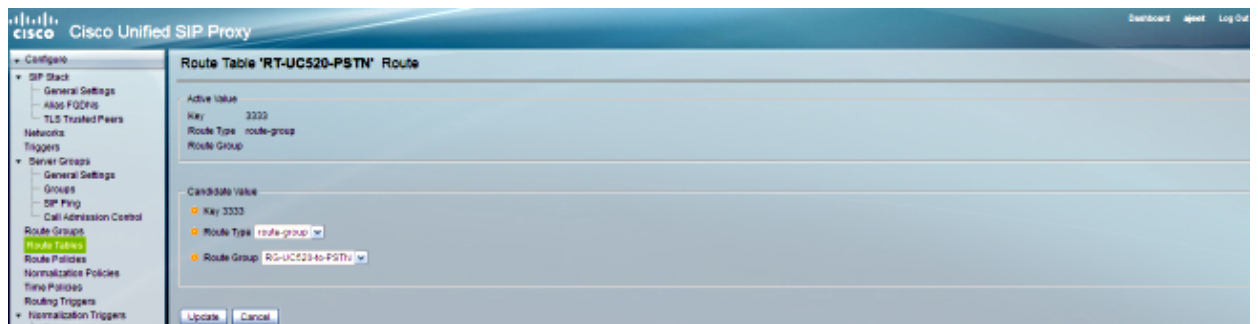 Dashboard ajeet Log Out
CISCO Cisco Unified SIP Proxy
Configure
SIP Stack
General Settings
Alias FQDNs
TLS Trusted Peers
Networks
Triggers
Server Groups
General Settings
Groups
SIP Ping
Call Admission Control
Route Groups
Route Tables
Route Policies
Normalization Policies
Time Policies
Routing Triggers
Normalization Triggers
Route Table 'RT-UC520-PSTN' Route
Active Value
Key 3333
Route Type route-group
Route Group
Candidate Value
Key 3333
Route Type route-group
Route Group RG-UC520-to-PSTN
Update Cancel